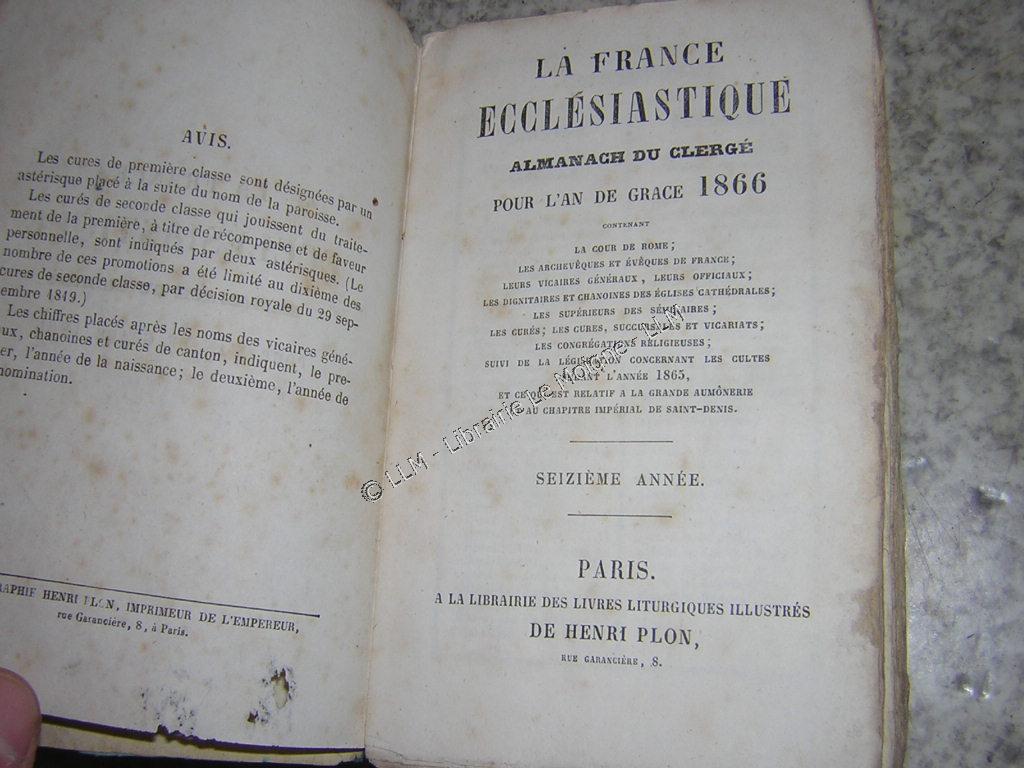 AVIS.
Les cures de première classe sont désignées par un
astérisque placé à la suite du nom de la paroisse.
Les curés de seconde classe qui jouissent du traite-
ment de la première, à titre de récompense et de faveur
personnelle, sont indiqués par deux astérisques. (Le
nombre de ces promotions a été limité au dixième des
cures de seconde classe, par décision royale du 29 sep-
embre 1849.)
Les chiffres placés après les noms des vicaires géné-
ux, chanoines et curés de canton, indiquent, le pre-
er, l'année de la naissance; le deuxième, l'année de
nomination.
RAPHIE HENRI PLON, IMPRIMEUR DE L'EMPEREUR,
rue Garancière, 8, à Paris.
LA FRANCE
ECCLÉSIASTIQUE
ALMANACH DU CLERGÉ
POUR L'AN DE GRACE 1866
CONTENANT
LA COUR DE ROME;
LES ARCHEVÊQUES ET ÉVÊQUES DE FRANCE;
LEURS VICAIRES GÉNÉRAUX, LEURS OFFICIAUX;
LES DIGNITAIRES ET CHANOINES DES ÉGLISES CATHÉDRALES;
LES SUPÉRIEURS DES SÉMINAIRES;
LES CURÉS; LES CURES, SUCCURSALES ET VICARIATS;
LES CONGRÉGATIONS RELIGIEUSES;
SUIVI DE LA LÉGISLATION CONCERNANT LES CULTES
L'ANNÉE 1865,
ET CE QUI EST RELATIF A LA GRANDE AUMÔNERIE
AU CHAPITRE IMPÉRIAL DE SAINT-DENIS.
SEIZIÈME ANNÉE.
PARIS.
A LA LIBRAIRIE DES LIVRES LITURGIQUES ILLUSTRÉS
DE HENRI PLON,
RUE GARANCIÈRE, 8.
© LLM - Librairie Le Moigne - LLM